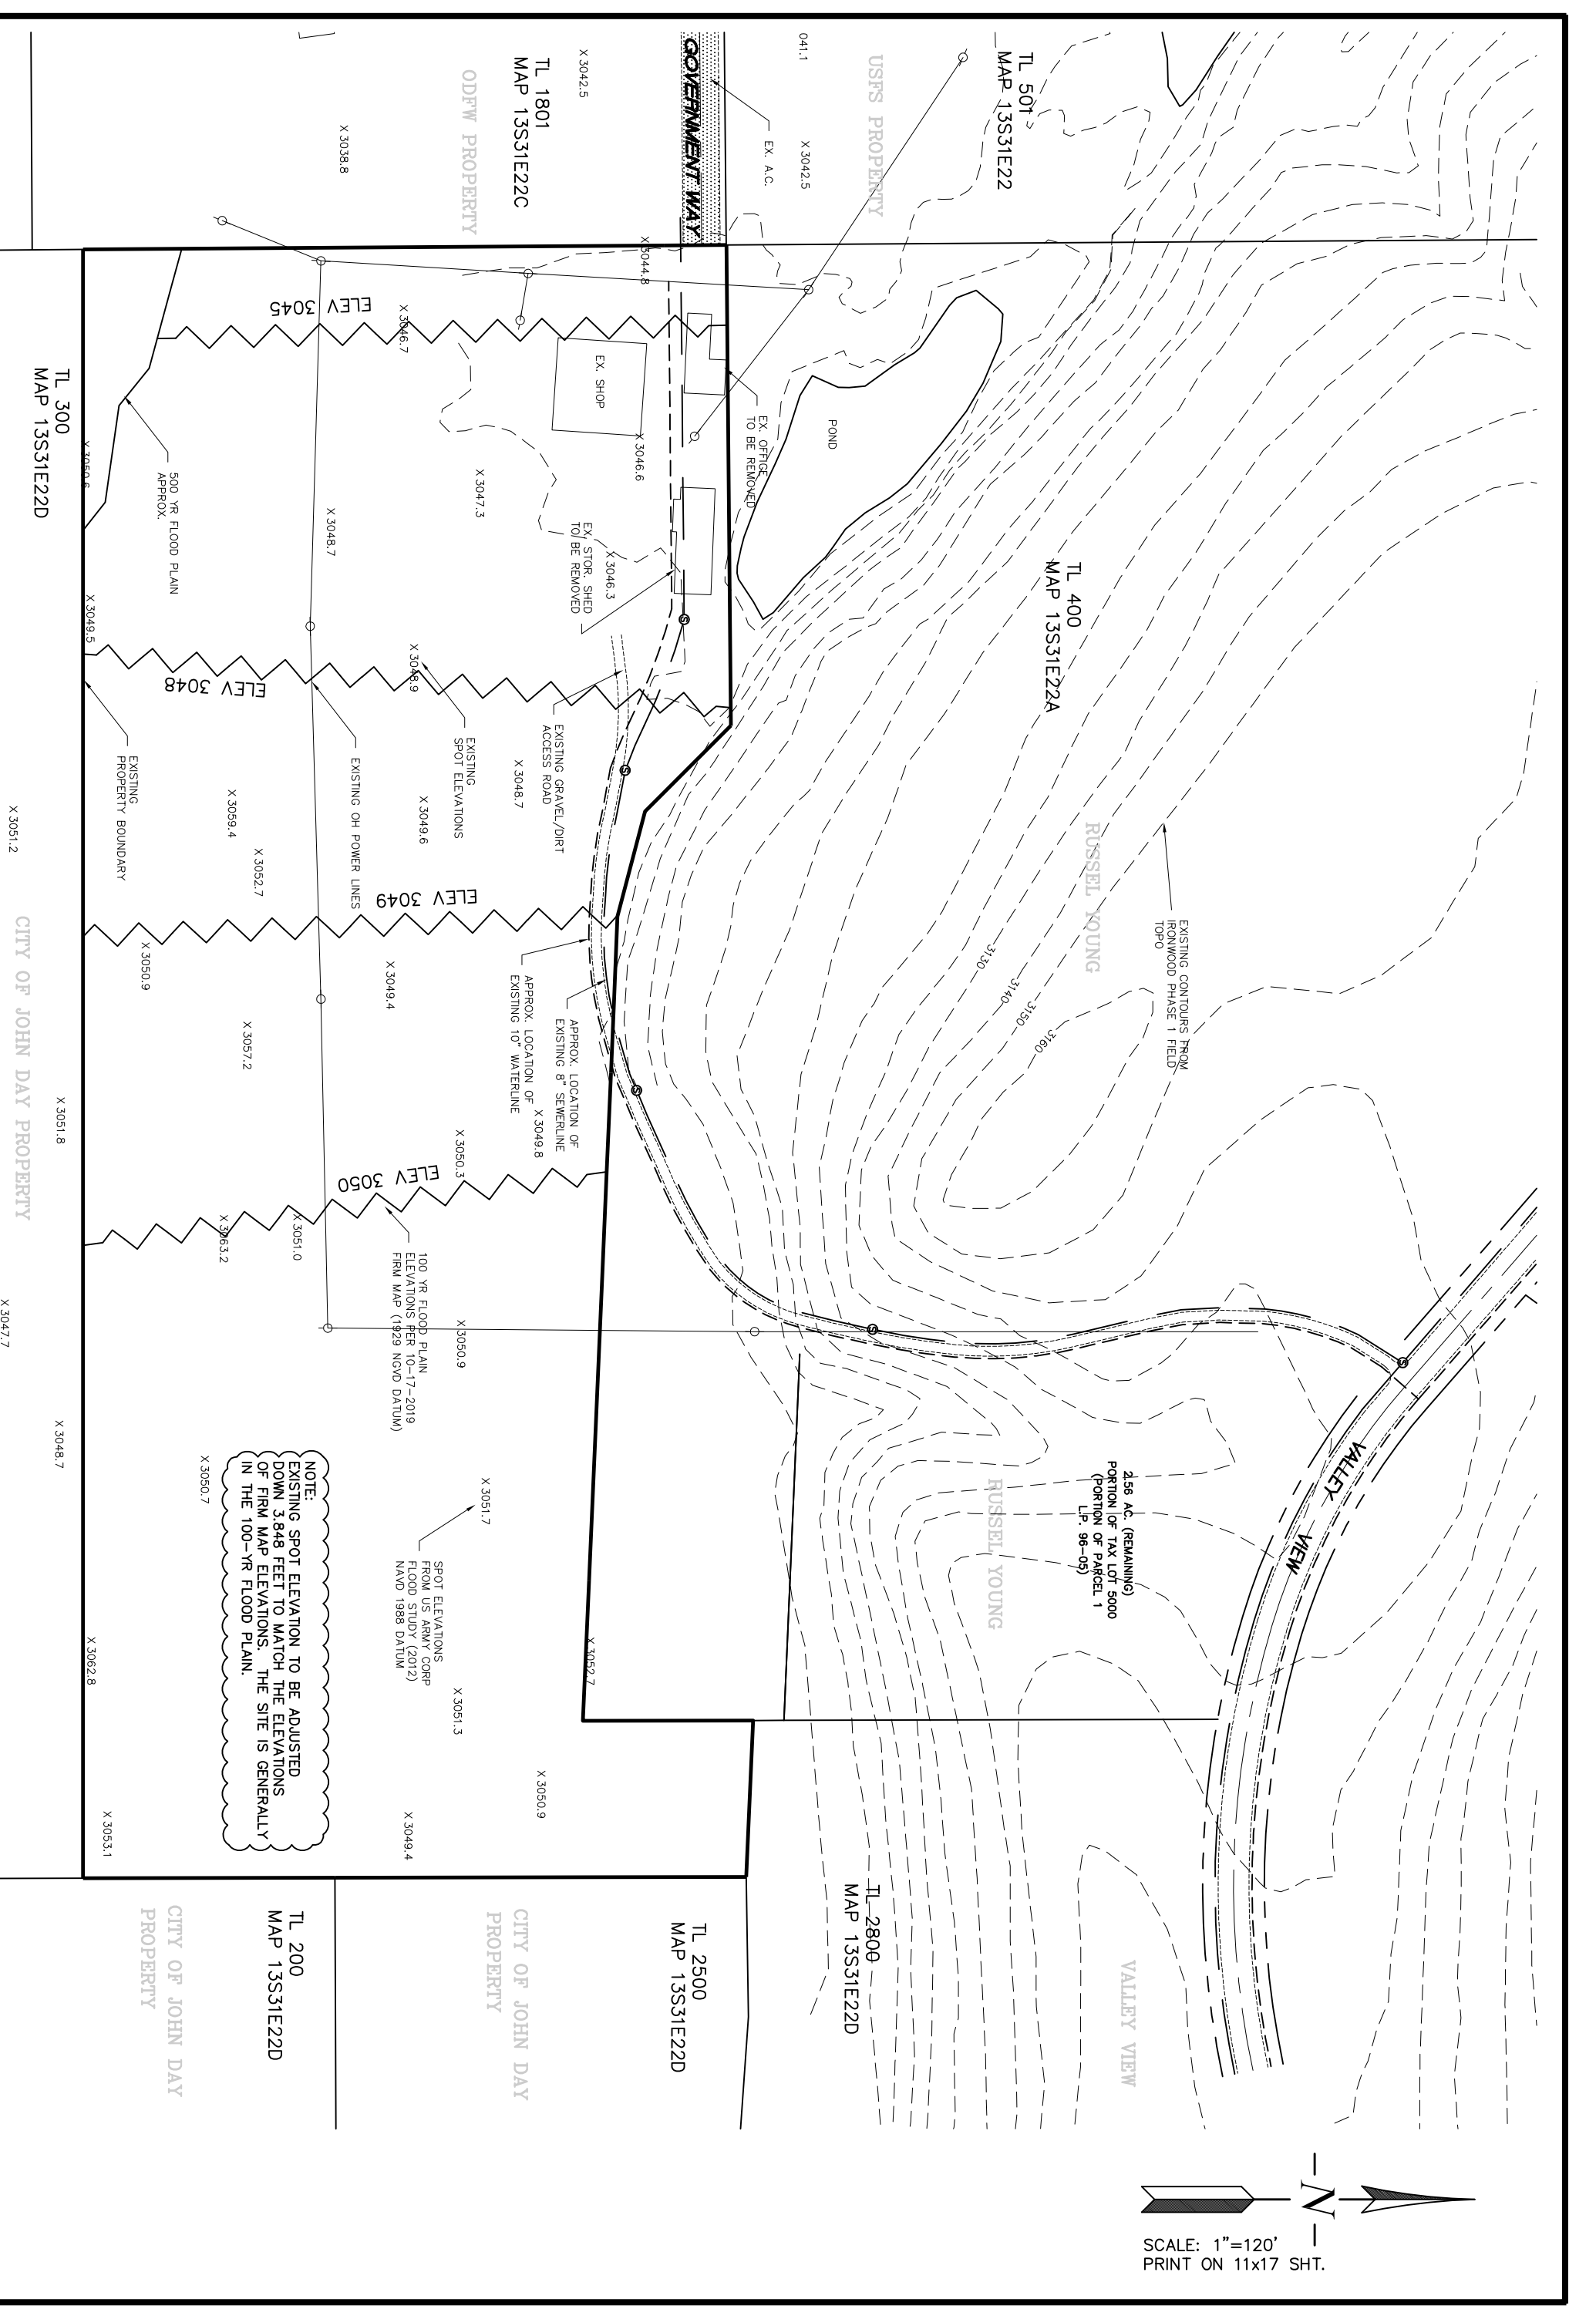 TL 501
MAP 13S31E22
USFS PROPERTY
041.1
X 3042.5
EX. A.C.
GOVERNMENT WAY
X 3042.5
TL 1801
MAP 13S31E22C
ODFW PROPERTY
X 3038.8
X 3044.8
ELEV 3045
X 3046.7
EX. SHOP
EX. OFFICE
TO BE REMOVED
POND
X 3046.6
X 3047.3
TL 300
MAP 13S31E22D
X 3050.6
500 YR FLOOD PLAIN
APPROX.
X 3048.7
EX. STOR. SHED
TO BE REMOVED
X 3046.3
TL 400
MAP 13S31E22A
X 3049.5
ELEV 3048
X 3048.9
S
EXISTING GRAVEL/DIRT
ACCESS ROAD
EXISTING
SPOT ELEVATIONS
X 3048.7
S
EXISTING OH POWER LINES
EXISTING
PROPERTY BOUNDARY
X 3059.4
X 3049.6
X 3051.2
X 3052.7
ELEV 3049
RUSSEL YOUNG
EXISTING CONTOURS FROM
IRONWOOD PHASE 1 FIELD
TOPO
3130
3140
3150
3160
CITY OF JOHN DAY PROPERTY
X 3050.9
X 3049.4
APPROX. LOCATION OF
EXISTING 10" WATERLINE
APPROX. LOCATION OF
EXISTING 8" SEWERLINE
X 3057.2
S
X 3051.8
X 3049.8
X 3050.3
ELEV 3050
X 3063.2
X 3051.0
100 YR FLOOD PLAIN
ELEVATIONS PER 10-17-2019
FIRM MAP (1929 NGVD DATUM)
X 3047.7
X 3050.9
S
S
X 3048.7
X 3050.7
NOTE:
EXISTING SPOT ELEVATION TO BE ADJUSTED
DOWN 3.848 FEET TO MATCH THE ELEVATIONS
OF FIRM MAP ELEVATIONS. THE SITE IS GENERALLY
IN THE 100-YR FLOOD PLAIN.
X 3051.7
SPOT ELEVATIONS
FROM US ARMY CORP
FLOOD STUDY (2012)
NAVD 1988 DATUM
RUSSEL YOUNG
2.56 AC. (REMAINING)
PORTION OF TAX LOT 5000
(PORTION OF PARCEL 1
L.P. 96-05)
VALLEY VIEW
X 3062.8
X 3052.7
X 3051.3
X 3050.9
X 3053.1
X 3049.4
TL 2800
MAP 13S31E22D
TL 2500
MAP 13S31E22D
CITY OF JOHN DAY
PROPERTY
TL 200
MAP 13S31E22D
CITY OF JOHN DAY
PROPERTY
VALLEY VIEW
N
SCALE: 1"=120'
PRINT ON 11x17 SHT.